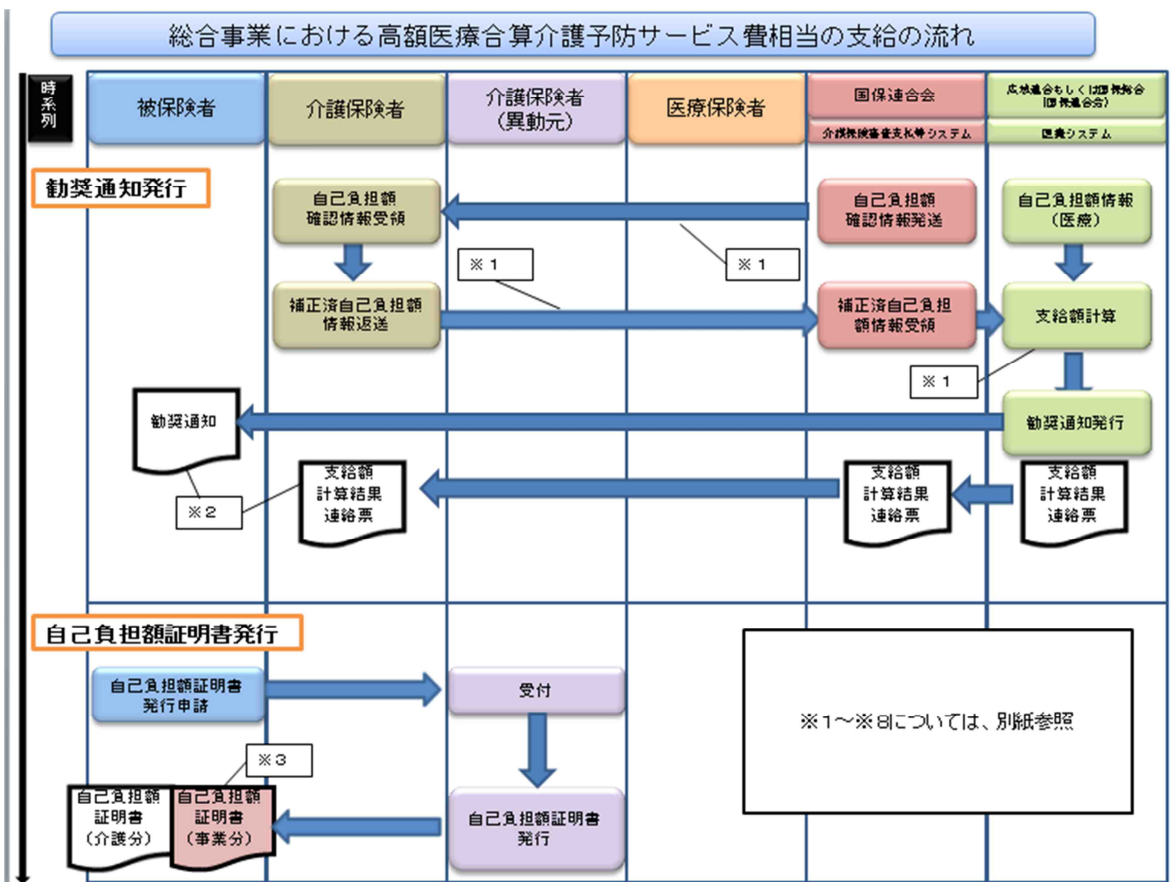 総合事業における高額医療合算介護予防サービス費相当の支給の流れ
時系列
被保険者
介護保険者
介護保険者
(異動元)
医療保険者
国保連合会
介護保険審査支払等システム
広域連合もしくは国保総合
(国保連合会)
医療システム
勧奨通知発行
自己負担額
確認情報受領
自己負担額
確認情報発送
自己負担額情報
(医療)
※1
※1
補正済自己負担額
情報返送
補正済自己負担
額情報受領
支給額計算
※1
勧奨通知
勧奨通知発行
※2
支給額
計算結果
連絡票
支給額
計算結果
連絡票
支給額
計算結果
連絡票
自己負担額証明書発行
自己負担額証明書
発行申請
受付
※1~※8については、別紙参照
※3
自己負担額
証明書
(介護分)
自己負担額
証明書
(事業分)
自己負担額証明書
発行